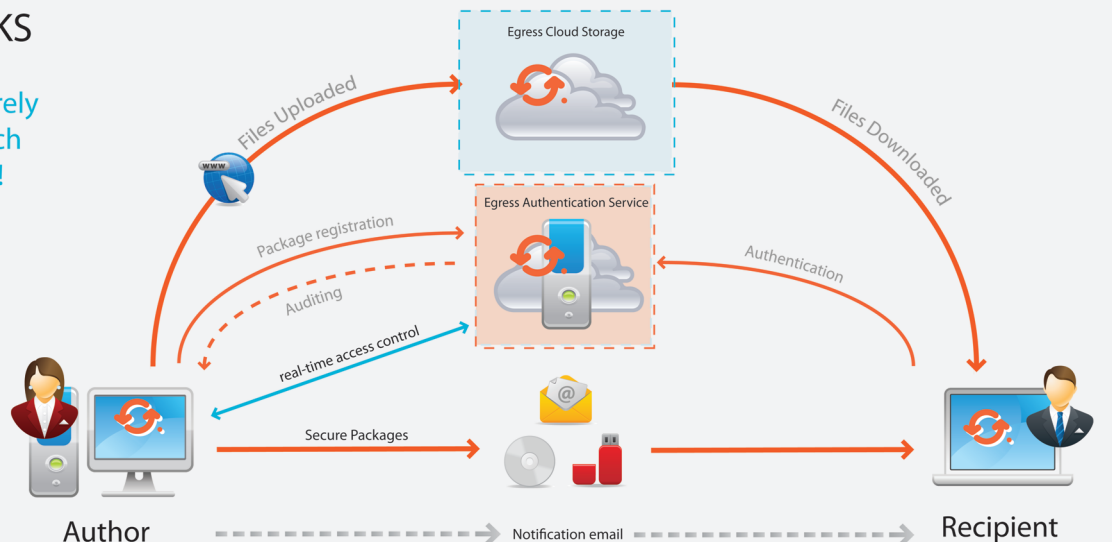 KS
rely
ch
!
Egress Cloud Storage
Files Uploaded
Files Downloaded
www
Egress Authentication Service
Package registration
Auditing
Authentication
real-time access control
@
Secure Packages
Author
Notification email
Recipient